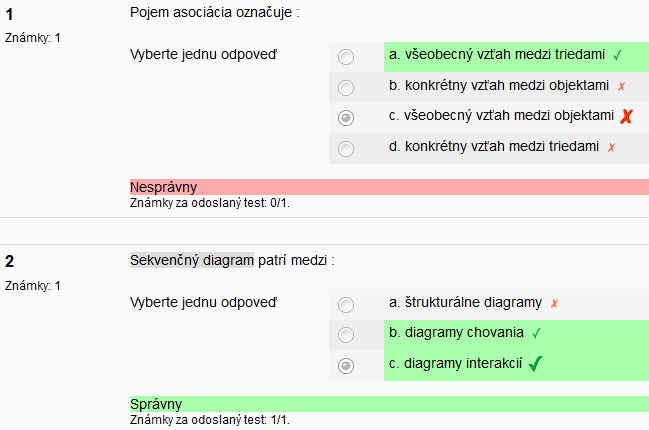 1
Pojem asociácia označuje :
Známky: 1
Vyberte jednu odpoveď
a. všeobecný vzťah medzi triedami ✓
b. konkrétny vzťah medzi objektami ✗
c. všeobecný vzťah medzi objektami ✗
d. konkrétny vzťah medzi triedami ✗
Nesprávny
Známky za odoslaný test: 0/1.
2
Sekvenčný diagram patrí medzi :
Známky: 1
Vyberte jednu odpoveď
a. štrukturálne diagramy ✗
b. diagramy chovania ✓
c. diagramy interakcií ✓
Správny
Známky za odoslaný test: 1/1.